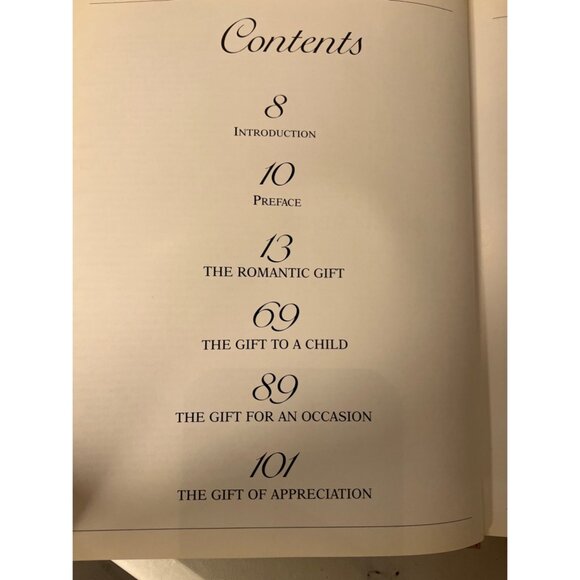 Contents
8
INTRODUCTION
10
PREFACE
13
THE ROMANTIC GIFT
69
THE GIFT TO A CHILD
89
THE GIFT FOR AN OCCASION
101
THE GIFT OF APPRECIATION